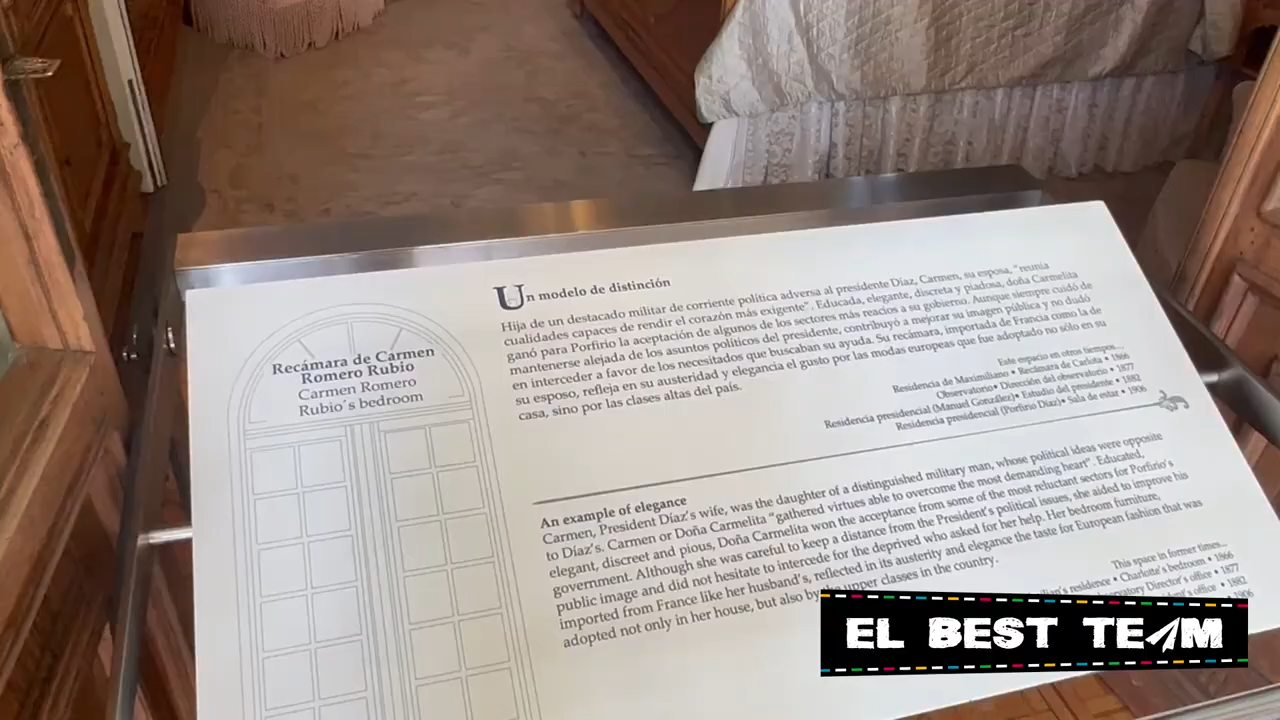 Recámara de Carmen
Romero Rubio
Carmen Romero
Rubio´s bedroom
Un modelo de distinción
Hija de un destacado militar de corriente política adversa al presidente Díaz, Carmen, su esposa, "reunía
cualidades capaces de rendir el corazón más exigente". Educada, elegante, discreta y piadosa, doña Carmelita
ganó para Porfirio la aceptación de algunos de los sectores más reacios a su gobierno. Aunque siempre cuidó de
mantenerse alejada de los asuntos políticos del presidente, contribuyó a mejorar su imagen pública y no dudó
en interceder a favor de los necesitados que buscaban su ayuda. Su recámara, importada de Francia como la de
su esposo, refleja en su austeridad y elegancia el gusto por las modas europeas que fue adoptado no sólo en su
casa, sino por las clases altas del país.
Este espacio en otros tiempos...
Residencia de Maximiliano • Recámara de Carlota • 1866
Observatorio • Dirección del observatorio • 1877
Residencia presidencial (Manuel González) • Estudio del presidente • 1882
Residencia presidencial (Porfirio Díaz) • Sala de estar • 1906
An example of elegance
Carmen, President Díaz´s wife, was the daughter of a distinguished military man, whose political ideas were opposite
to Díaz's. Carmen or Doña Carmelita "gathered virtues able to overcome the most demanding heart". Educated,
elegant, discreet and pious, Doña Carmelita won the acceptance from some of the most reluctant sectors for Porfirio´s
government. Although she was careful to keep a distance from the President's political issues, she aided to improve his
public image and did not hesitate to intercede for the deprived who asked for her help. Her bedroom furniture,
imported from France like her husband's, reflected in its austerity and elegance the taste for European fashion that was
adopted not only in her house, but also by the upper classes in the country.
This space in former times...
residence • Charlotte's bedroom • 1866
Director's office • 1877
office • 1882
1906
EL BEST TEAM